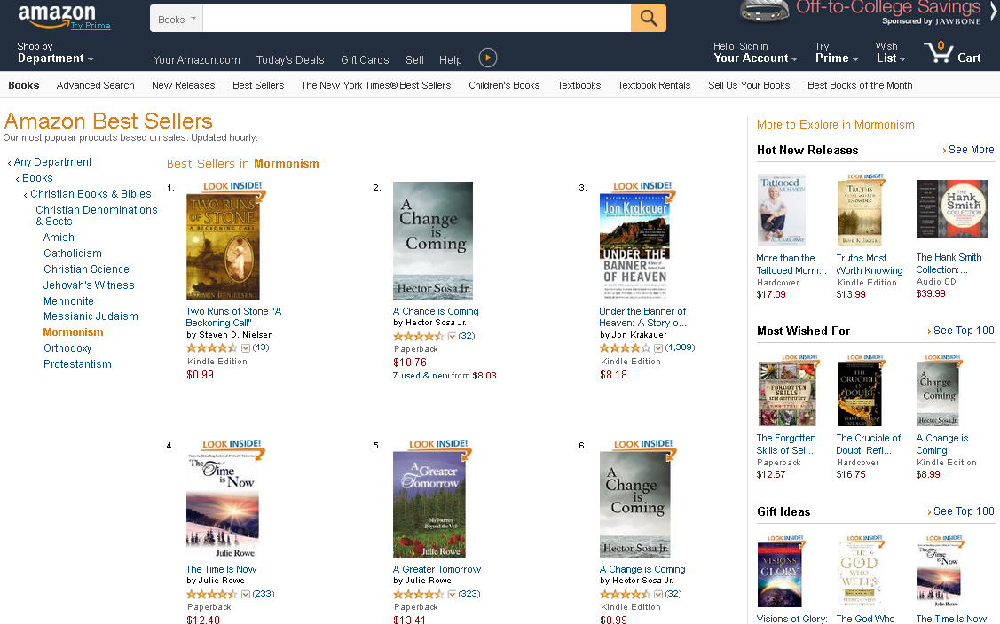 amazon
Try Prime
Books
Off-to-College Savings
Sponsored by JAWBONE
Shop by
Department
Your Amazon.com
Today's Deals
Gift Cards
Sell
Help
Hello. Sign in
Your Account
Try
Prime
Wish
List
0
Cart
Books
Advanced Search
New Releases
Best Sellers
The New York Times® Best Sellers
Children's Books
Textbooks
Textbook Rentals
Sell Us Your Books
Best Books of the Month
Amazon Best Sellers
Our most popular products based on sales. Updated hourly.
‹ Any Department
‹ Books
‹ Christian Books & Bibles
Christian Denominations
& Sects
Amish
Catholicism
Christian Science
Jehovah's Witness
Mennonite
Messianic Judaism
Mormonism
Orthodoxy
Protestantism
Best Sellers in Mormonism
1.
LOOK INSIDE!
TWO RUNS
OF STONE
A BECKONING CALL
STEVEN D. NIELSEN
Two Runs of Stone "A
Beckoning Call"
by Steven D. Nielsen
(13)
Kindle Edition
$0.99
2.
A
Change is
Coming
Hector Sosa Jr.
A Change is Coming
by Hector Sosa Jr.
(32)
Paperback
$10.76
7 used & new from $8.03
3.
LOOK INSIDE!
NATIONAL BESTSELLER
Jon Krakauer
UNDER THE
BANNER
OF HEAVEN
Under the Banner of
Heaven: A Story o...
by Jon Krakauer
(1,389)
Kindle Edition
$8.18
4.
LOOK INSIDE!
The Time
is Now
Julie Rowe
The Time Is Now
by Julie Rowe
(233)
Paperback
$12.48
5.
LOOK INSIDE!
A Greater
Tomorrow
My Journey
Beyond the Veil
Julie Rowe
A Greater Tomorrow
by Julie Rowe
(323)
Paperback
$13.41
6.
LOOK INSIDE!
A
Change is
Coming
Hector Sosa Jr.
A Change is Coming
by Hector Sosa Jr.
(32)
Kindle Edition
$8.99
More to Explore in Mormonism
Hot New Releases
› See More
Tattooed
MORMON
More than the
Tattooed Morm...
Hardcover
$17.09
LOOK INSIDE!
TRUTHS
MOST WORTH
KNOWING
Truths Most
Worth Knowing
Kindle Edition
$13.99
THE
Hank
Smith
COLLECTION
The Hank Smith
Collection:...
Audio CD
$39.99
Most Wished For
› See Top 100
LOOK INSIDE!
FORGOTTEN
SKILLS
SELF-SUFFICIENCY
The Forgotten
Skills of Sel...
Paperback
$12.67
LOOK INSIDE!
THE
CRUCIBLE
OF DOUBT
The Crucible of
Doubt: Refl...
Hardcover
$16.75
LOOK INSIDE!
A
Change is
Coming
Hector Sosa Jr.
A Change is
Coming
Kindle Edition
$8.99
Gift Ideas
› See Top 100
LOOK INSIDE!
VISIONS
GLORY
Visions of Glory:
LOOK INSIDE!
THE
GOD
WHO
WEEPS
The God Who
LOOK INSIDE!
The Time
is Now
Julie Rowe
The Time Is Now